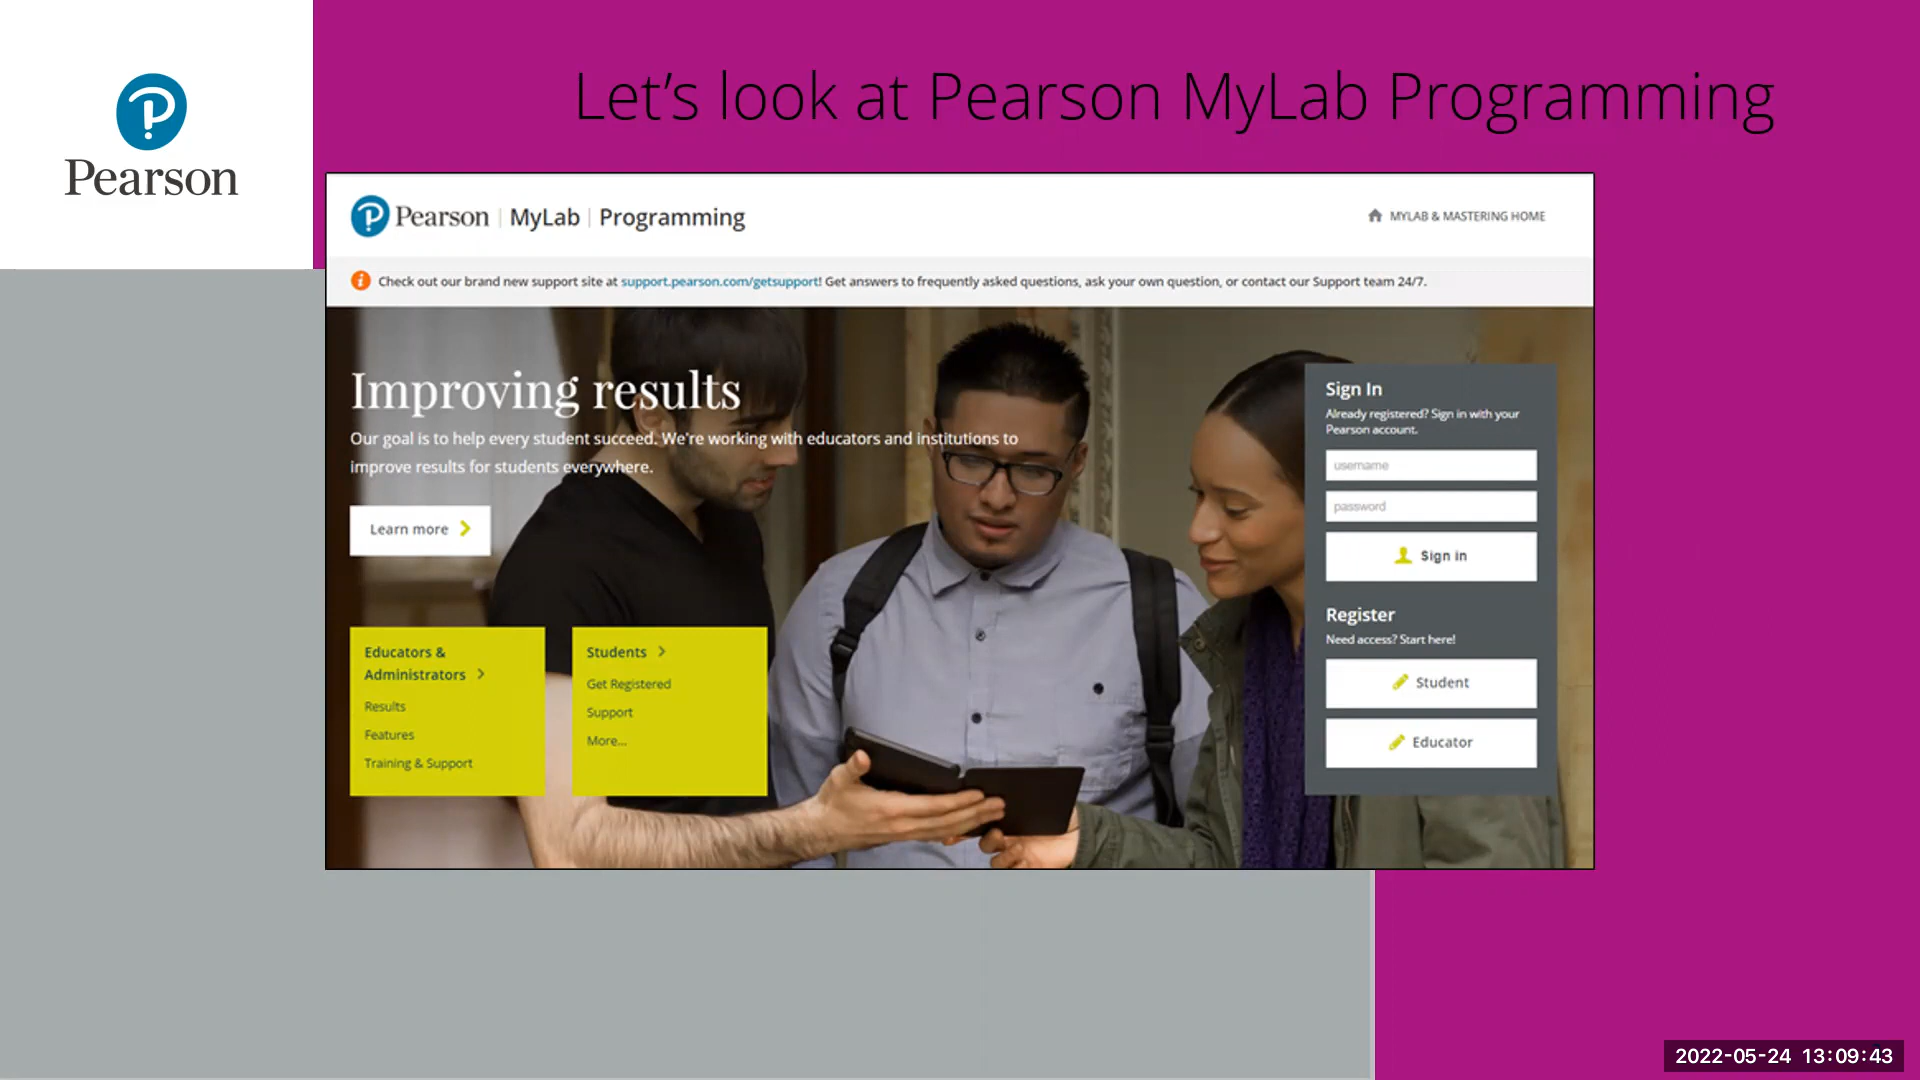 Pearson
Let's look at Pearson MyLab Programming
Pearson | MyLab | Programming
MYLAB & MASTERING HOME
Check out our brand new support site at support.pearson.com/getsupport! Get answers to frequently asked questions, ask your own question, or contact our Support team 24/7.
Improving results
Our goal is to help every student succeed. We're working with educators and institutions to
improve results for students everywhere.
Learn more
Educators &
Administrators
Results
Features
Training & Support
Students
Get Registered
Support
More...
Sign In
Already registered? Sign in with your
Pearson account.
username
password
Sign in
Register
Need access? Start here!
Student
Educator
2022-05-24 13:09:43